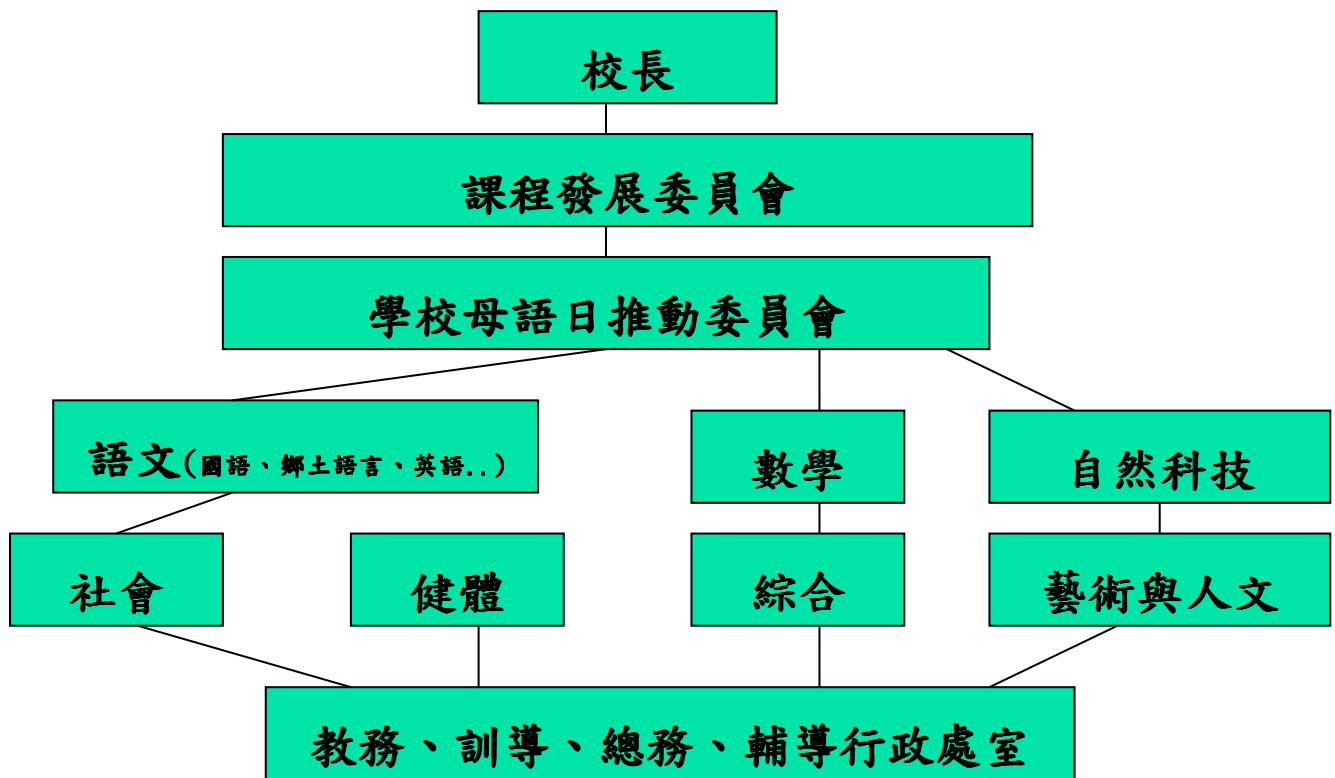 校長
課程發展委員會
學校母語日推動委員會
語文(國語、鄉土語言、英語..)
數學
自然科技
社會
健體
綜合
藝術與人文
教務、訓導、總務、輔導行政處室